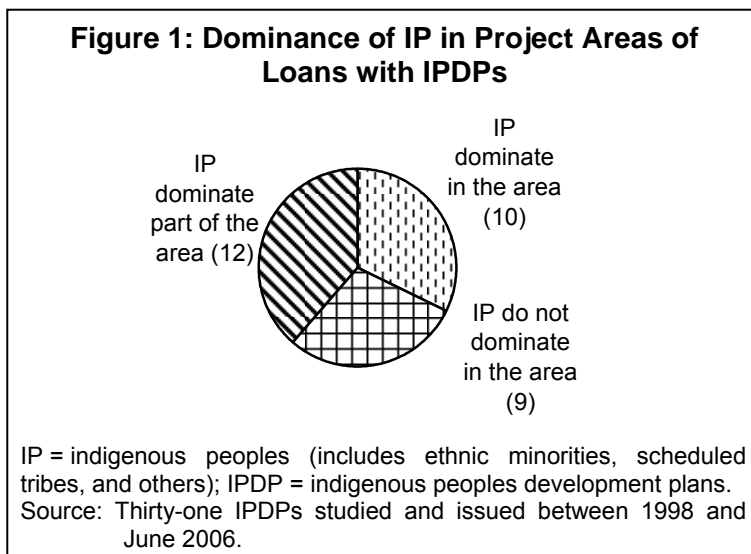 Figure 1: Dominance of IP in Project Areas of
Loans with IPDPs
IP
dominate
part of the
area (12)
IP
dominate
in the area
(10)
IP do not
dominate
in the area
(9)
IP = indigenous peoples (includes ethnic minorities, scheduled
tribes, and others); IPDP = indigenous peoples development plans.
Source: Thirty-one IPDPs studied and issued between 1998 and
June 2006.